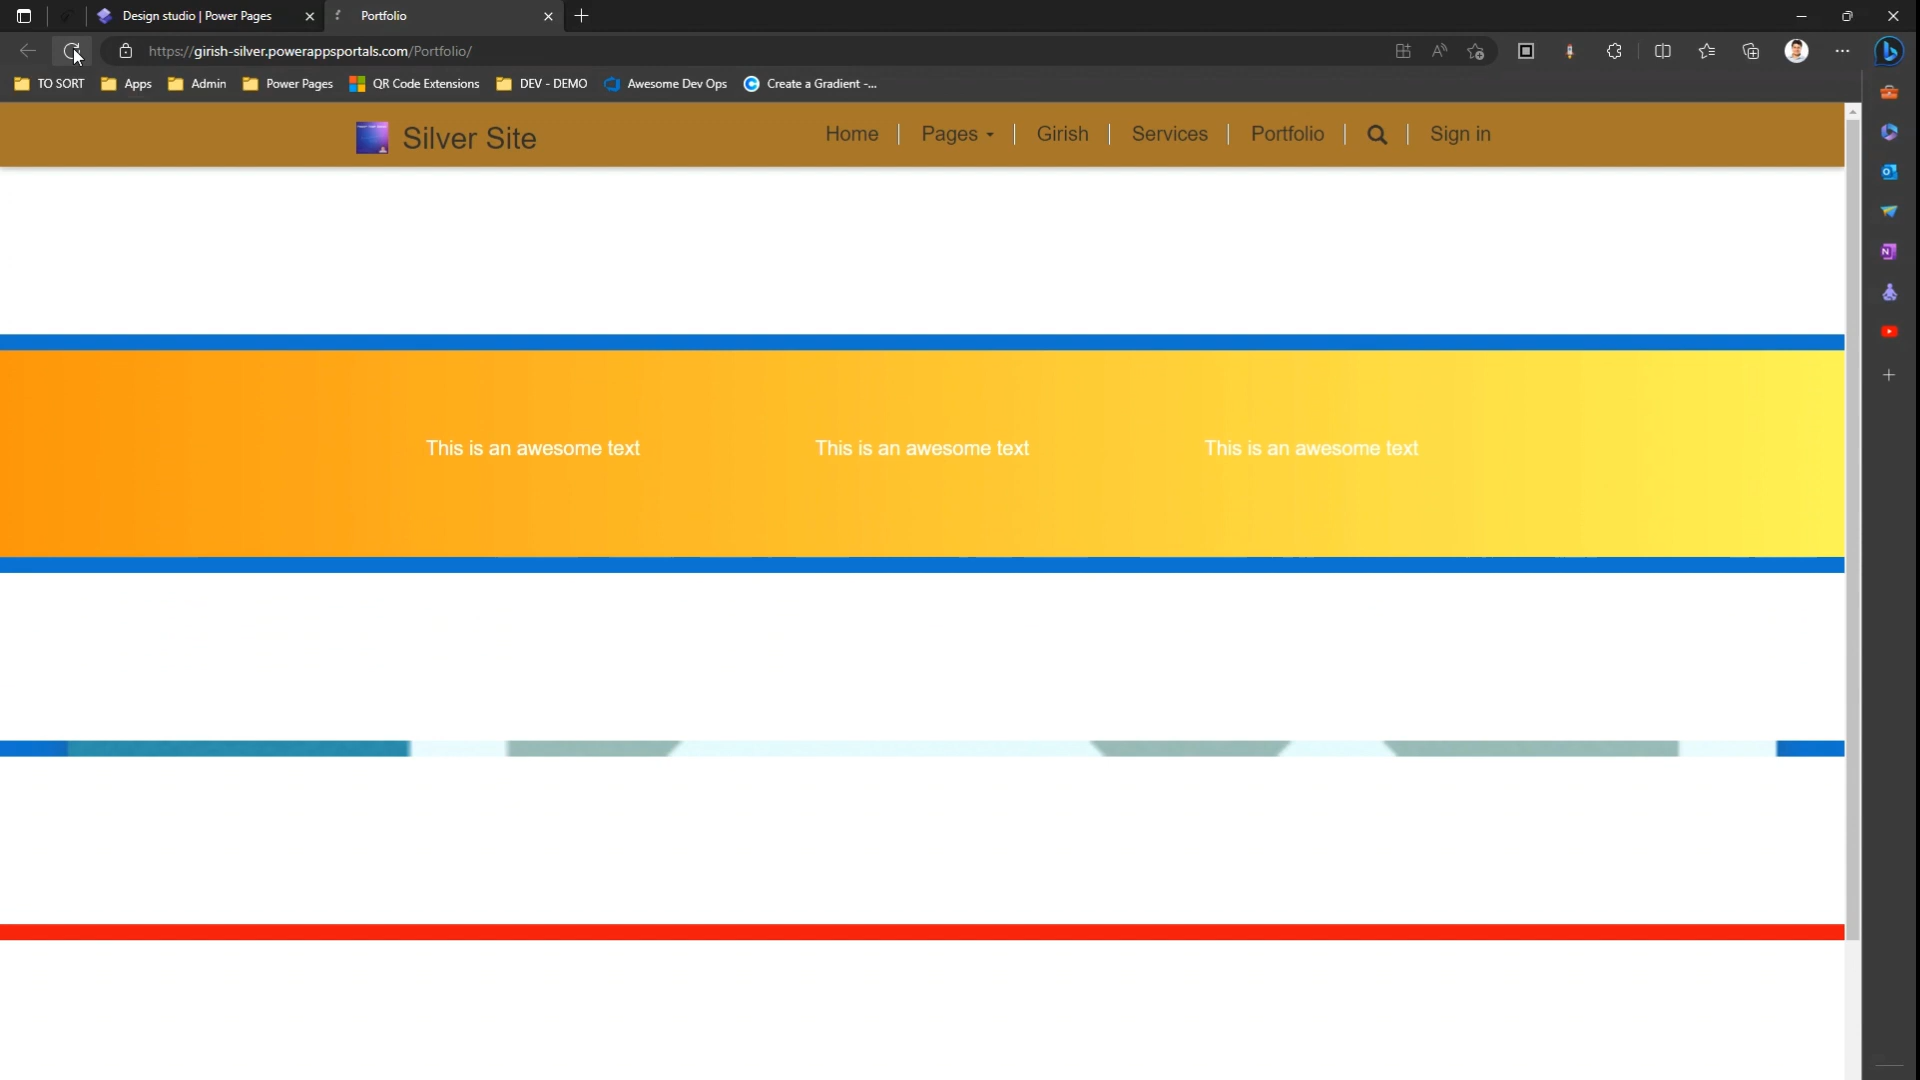 Design studio | Power Pages
Portfolio
https://girish-silver.powerappsportals.com/Portfolio/
TO SORT
Apps
Admin
Power Pages
QR Code Extensions
DEV - DEMO
Awesome Dev Ops
Create a Gradient -...
Silver Site
Home
Pages
Girish
Services
Portfolio
Sign in
This is an awesome text
This is an awesome text
This is an awesome text